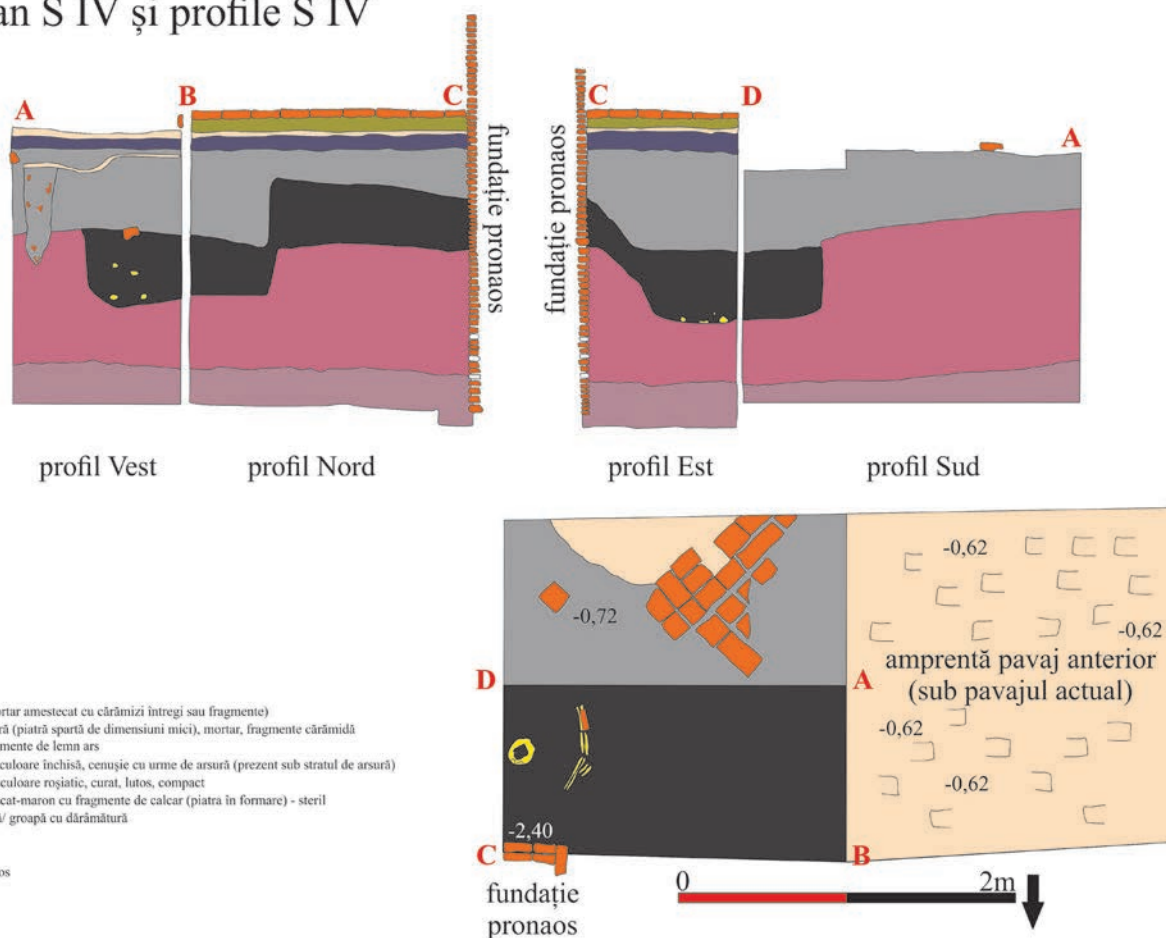 an S IV și profile S IV
A
B
C
fundație pronaos
C
fundație pronaos
D
A
profil Vest
profil Nord
profil Est
profil Sud
-0,62
-0,72
-0,62
amprentă pavaj anterior
(sub pavajul actual)
D
A
-0,62
-0,62
-2,40
C
B
fundație
pronaos
0
2m
rtar amestecat cu cărămizi întregi sau fragmente)
ră (piatră spartă de dimensiuni mici), mortar, fragmente cărămidă
mente de lemn ars
culoare închisă, cenușie cu urme de arsură (prezent sub stratul de arsură)
culoare roșiatic, curat, lutos, compact
cat-maron cu fragmente de calcar (piatra în formare) - steril
/ groapă cu dărâmătură
os